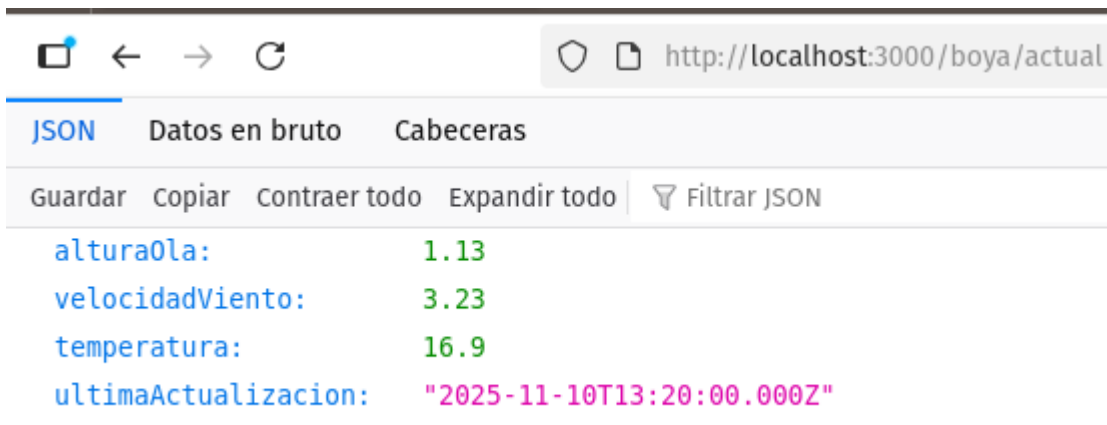 http://localhost:3000/boya/actual
JSON Datos en bruto Cabeceras
Guardar Copiar Contraer todo Expandir todo Filtrar JSON
alturaOla: 1.13
velocidadViento: 3.23
temperatura: 16.9
ultimaActualizacion: "2025-11-10T13:20:00.000Z"